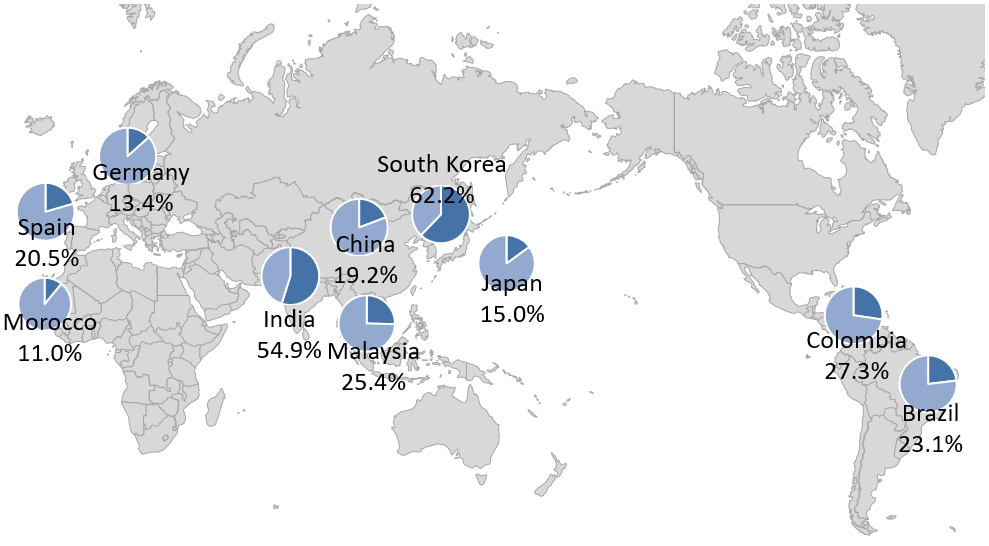 South Korea
62.2%
Germany
13.4%
Spain
20.5%
China
19.2%
Japan
15.0%
Morocco
11.0%
India
54.9%
Malaysia
25.4%
Colombia
27.3%
Brazil
23.1%